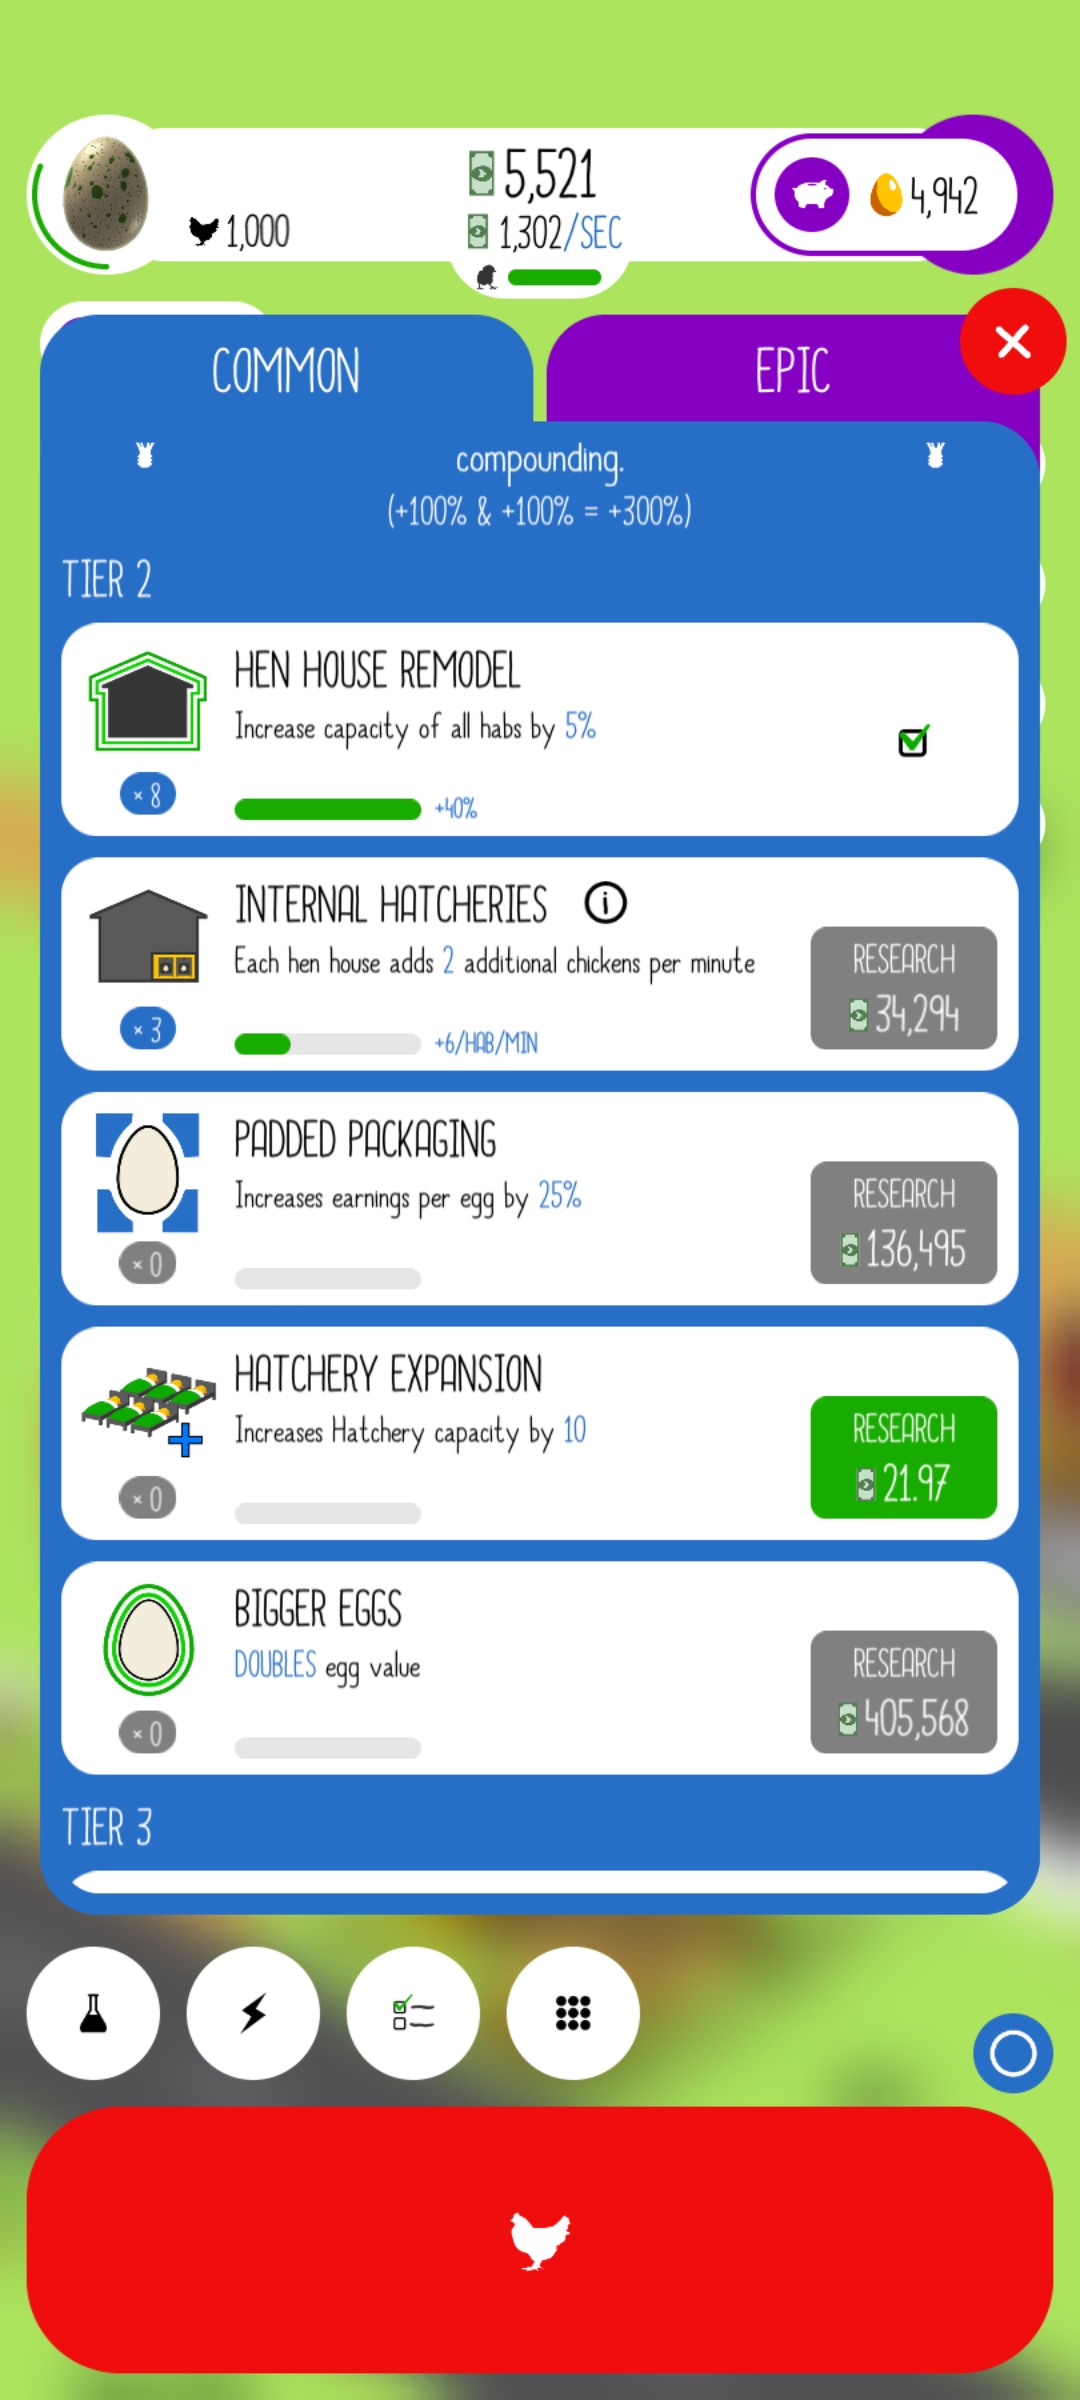 5,521
1,000
1,302/SEC
4,942
COMMON
EPIC
compounding.
(+100% & +100% = +300%)
TIER 2
HEN HOUSE REMODEL
Increase capacity of all habs by 5%
× 8
+40%
INTERNAL HATCHERIES
i
Each hen house adds 2 additional chickens per minute
RESEARCH
34,294
× 3
+6/HAB/MIN
PADDED PACKAGING
Increases earnings per egg by 25%
RESEARCH
136,495
× 0
HATCHERY EXPANSION
Increases Hatchery capacity by 10
RESEARCH
21.97
× 0
BIGGER EGGS
DOUBLES egg value
RESEARCH
405,568
× 0
TIER 3